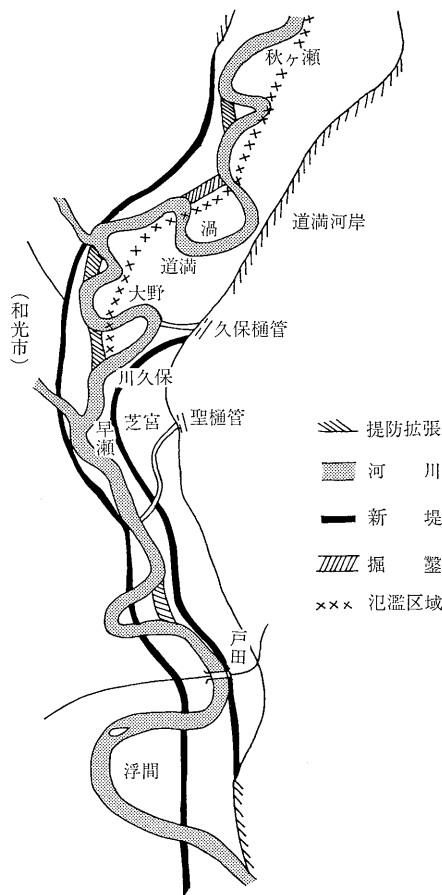 秋ヶ瀬
渦
道満河岸
道満
大野
久保樋管
(和光市)
川久保
芝宮
聖樋管
早瀬
提防拡張
河川
新堤
掘鑿
氾濫区域
戸田
浮間